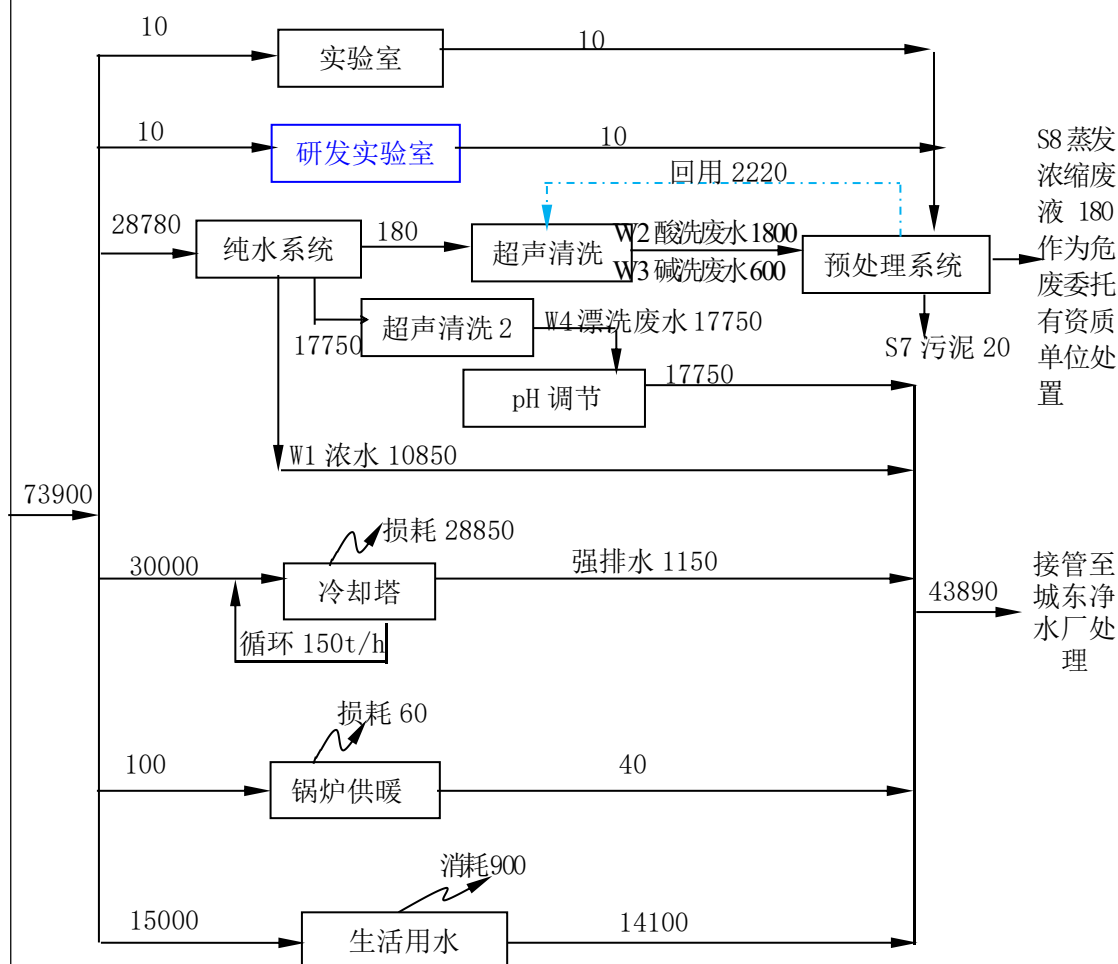 10
实验室
10
10
研发实验室
10
回用 2220
28780
纯水系统
180
超声清洗
W2 酸洗废水 1800
W3 碱洗废水 600
预处理系统
S8 蒸发
浓缩废
液 180
作为危
废委托
有资质
单位处
置
17750
超声清洗 2
W4 漂洗废水 17750
S7 污泥 20
pH 调节
17750
W1 浓水 10850
73900
损耗 28850
30000
冷却塔
强排水 1150
循环 150t/h
43890
接管至
城东净
水厂处
理
损耗 60
100
锅炉供暖
40
消耗900
15000
生活用水
14100